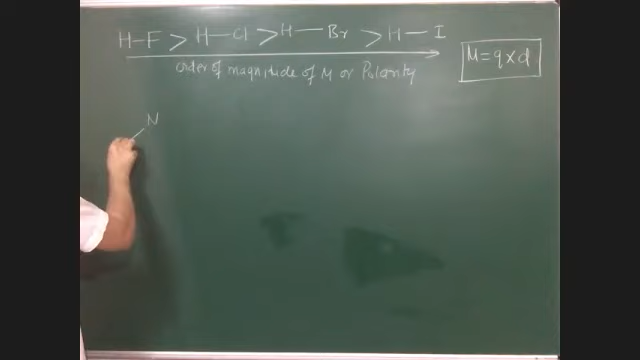 H-F > H-Cl > H-Br > H-I
order of magnitude of M or Polarity
M = q x d
N